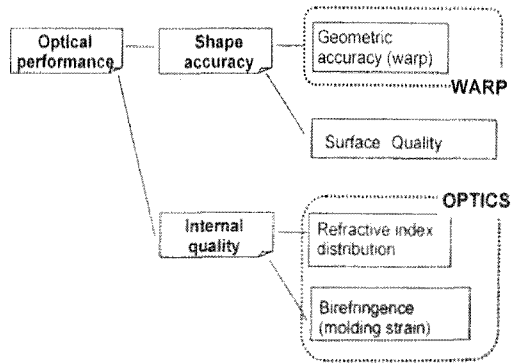 Optical
performance
Shape
accuracy
Geometric
accuracy (warp)
WARP
Surface Quality
OPTICS
Internal
quality
Refractive index
distribution
Birefringence
(molding strain)